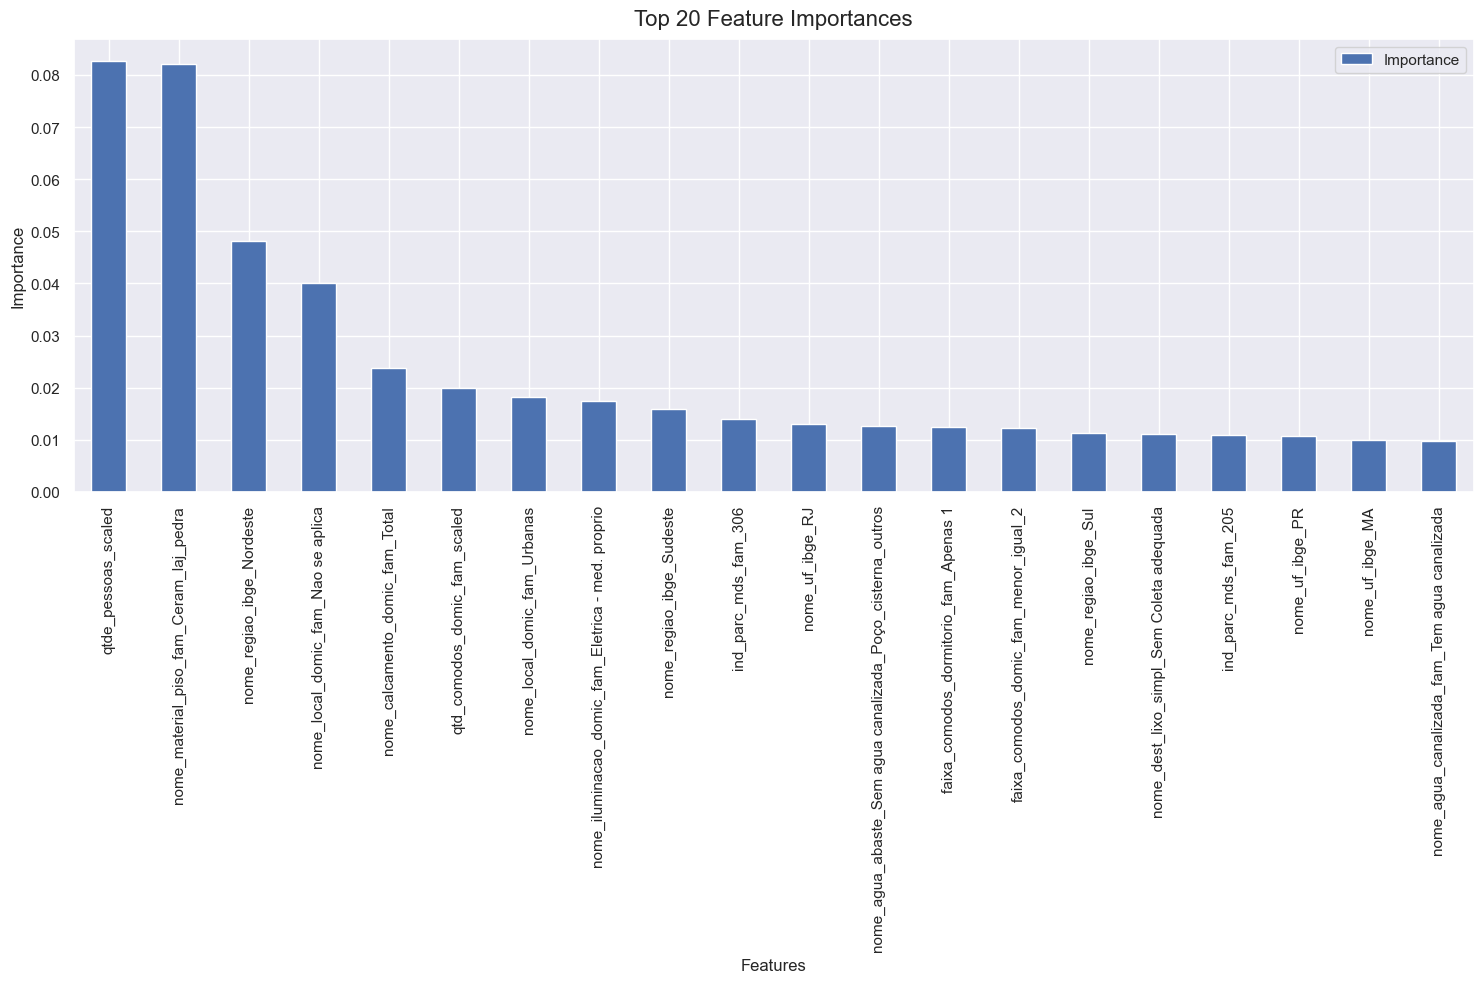 Top 20 Feature Importances
Importance
0.08
0.07
0.06
0.05
0.04
0.03
0.02
0.01
0.00
Importance
qtde_pessoas_scaled
nome_material_piso_fam_Ceram_laj_pedra
nome_regiao_ibge_Nordeste
nome_local_domic_fam_Nao se aplica
nome_calcamento_domic_fam_Total
qtd_comodos_domic_fam_scaled
nome_local_domic_fam_Urbanas
nome_iluminacao_domic_fam_Eletrica - med. proprio
nome_regiao_ibge_Sudeste
ind_parc_mds_fam_306
nome_uf_ibge_RJ
nome_agua_abaste_Sem agua canalizada_Poço_cisterna_outros
faixa_comodos_dormitorio_fam_Apenas 1
faixa_comodos_domic_fam_menor_igual_2
nome_regiao_ibge_Sul
nome_dest_lixo_simpl_Sem Coleta adequada
ind_parc_mds_fam_205
nome_uf_ibge_PR
nome_uf_ibge_MA
nome_agua_canalizada_fam_Tem agua canalizada
Features